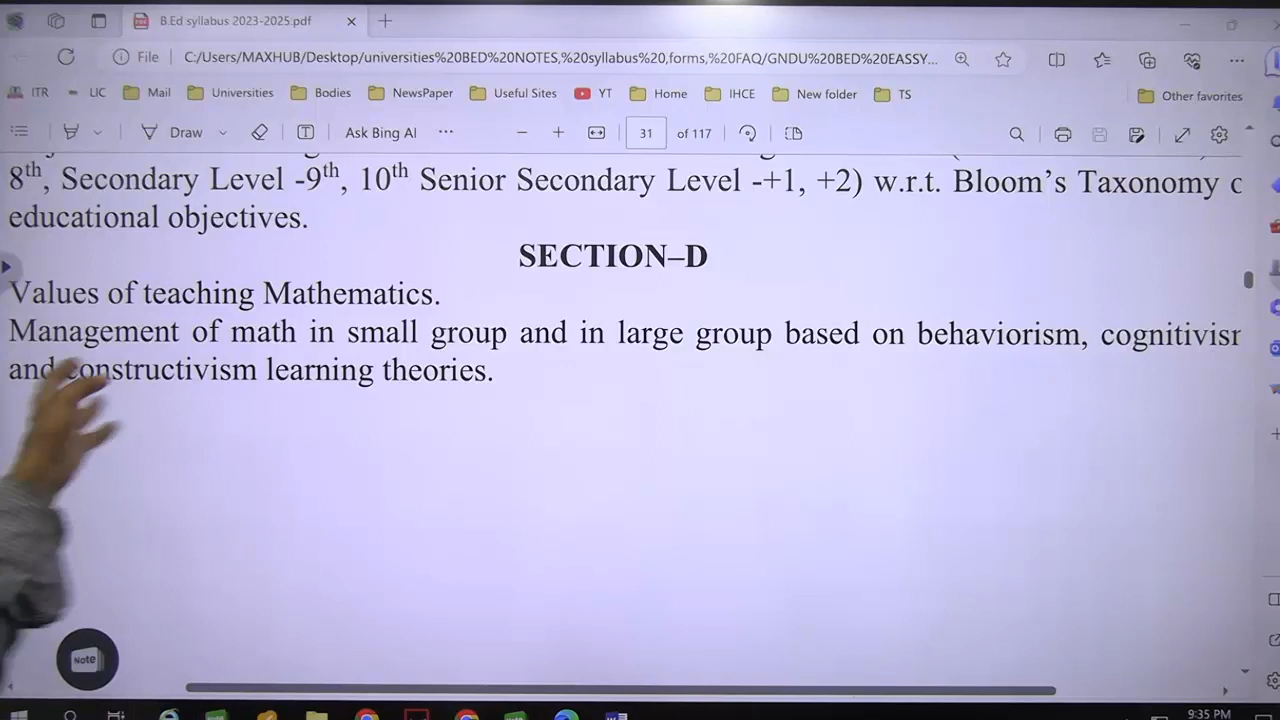 B.Ed syllabus 2023-2025.pdf
File C:/Users/MAXHUB/Desktop/universities%20BED%20NOTES,%20syllabus%20,forms,%20FAQ/GNDU%20BED%20EASSY...
ITR LIC Mail Universities Bodies NewsPaper Useful Sites YT Home IHCE New folder TS Other favorites
Draw Ask Bing AI 31 of 117
8th, Secondary Level -9th, 10th Senior Secondary Level -+1, +2) w.r.t. Bloom's Taxonomy
educational objectives.
SECTION–D
Values of teaching Mathematics.
Management of math in small group and in large group based on behaviorism,
and constructivism learning theories.
Note
9:35 PM